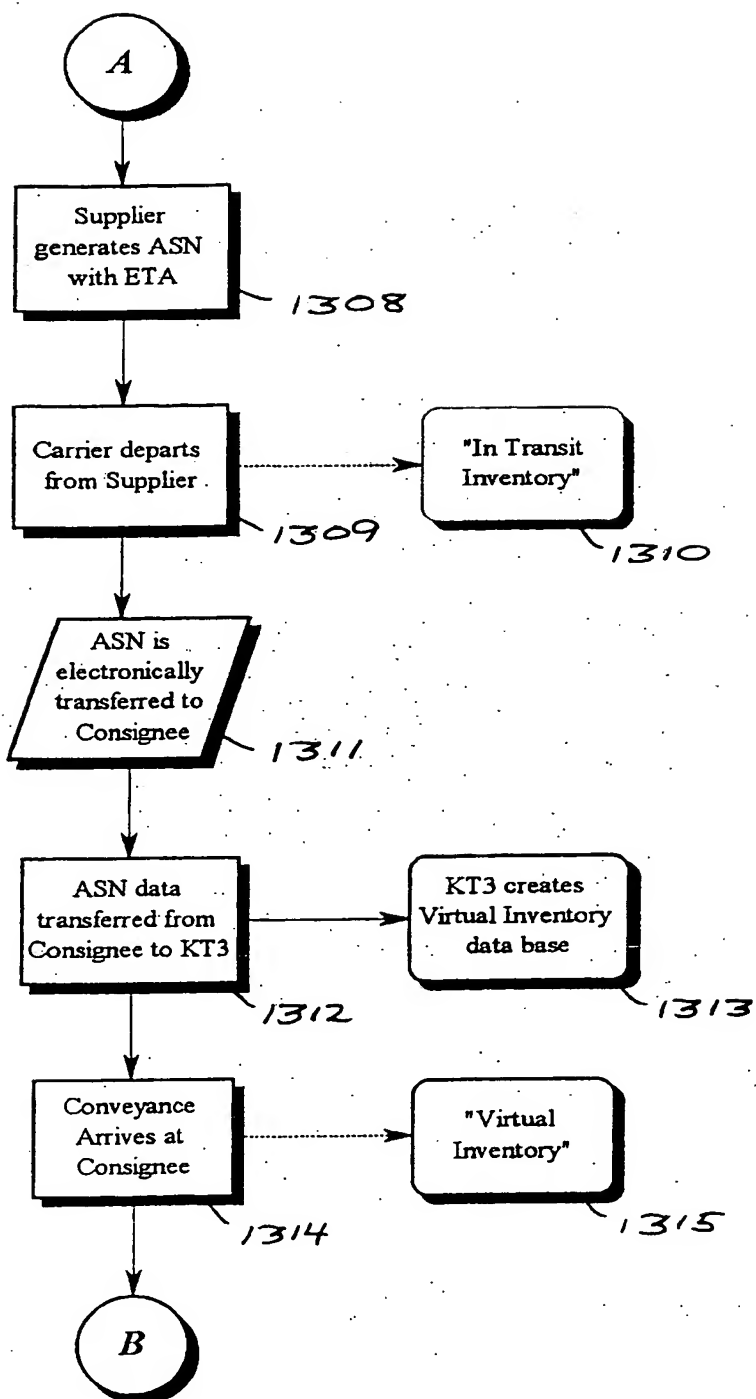 A
Supplier
generates ASN
with ETA
1308
Carrier departs
from Supplier
1309
"In Transit
Inventory"
1310
ASN is
electronically
transferred to
Consignee
1311
ASN data
transferred from
Consignee to KT3
1312
KT3 creates
Virtual Inventory
data base
1313
Conveyance
Arrives at
Consignee
1314
"Virtual
Inventory"
1315
B